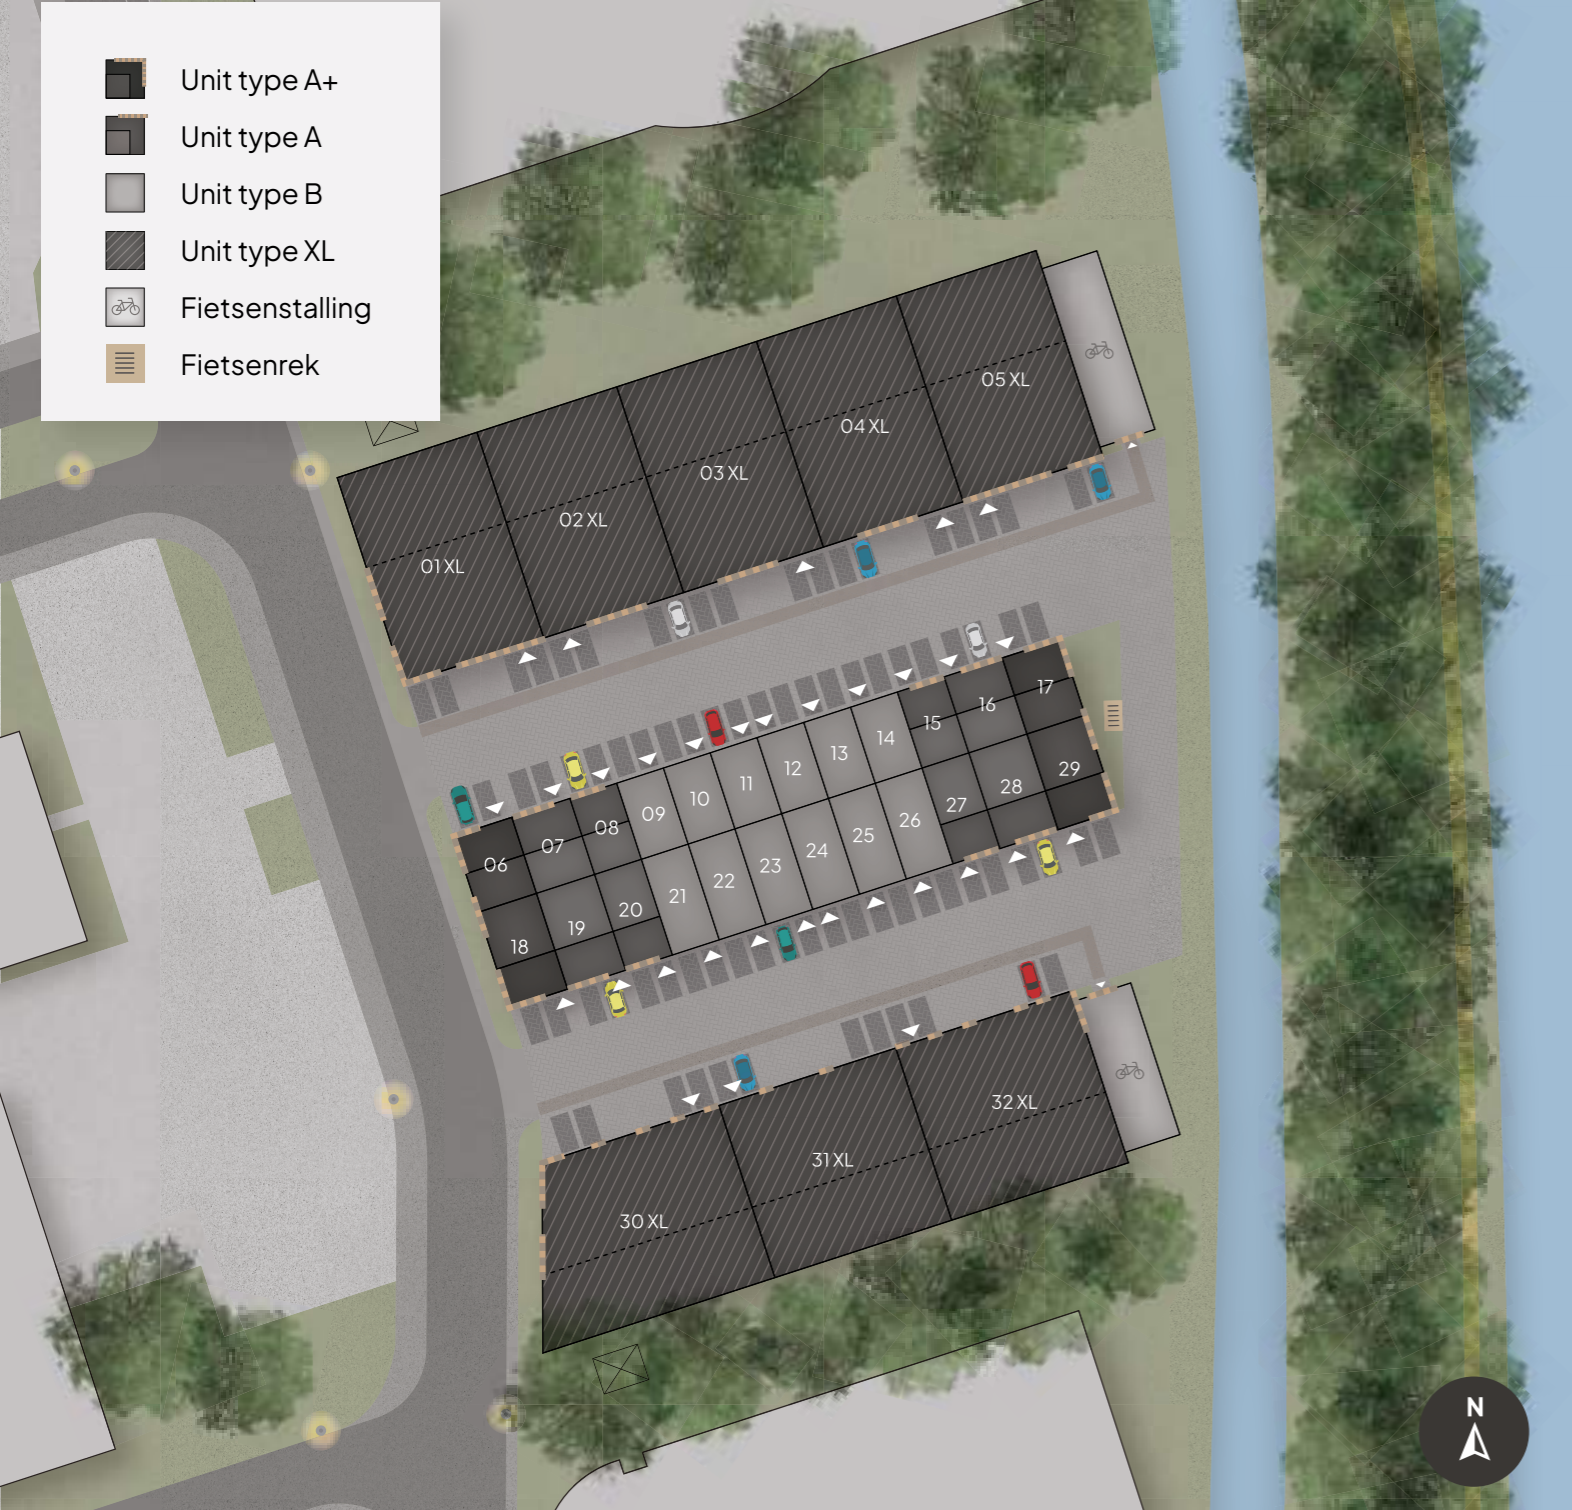 Unit type A+
Unit type A
Unit type B
Unit type XL
Fietsenstalling
Fietsenrek
05 XL
04 XL
03 XL
02 XL
01 XL
17
16
15
14
13
12
11
10
09
08
07
06
29
28
27
26
25
24
23
22
21
20
19
18
32 XL
31 XL
30 XL
N